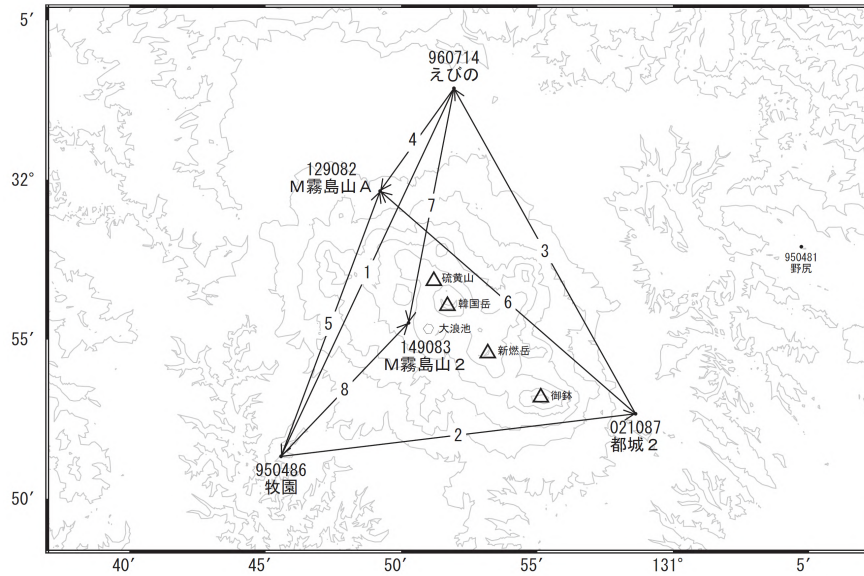 5′
960714
えびの
4
129082
M霧島山A
32°
7
950481
野尻
3
1
硫黄山
6
韓国岳
5
大浪池
55′
149083
M霧島山2
新燃岳
8
御鉢
021087
都城2
2
950486
牧園
50′
40′
45′
50′
55′
131°
5′